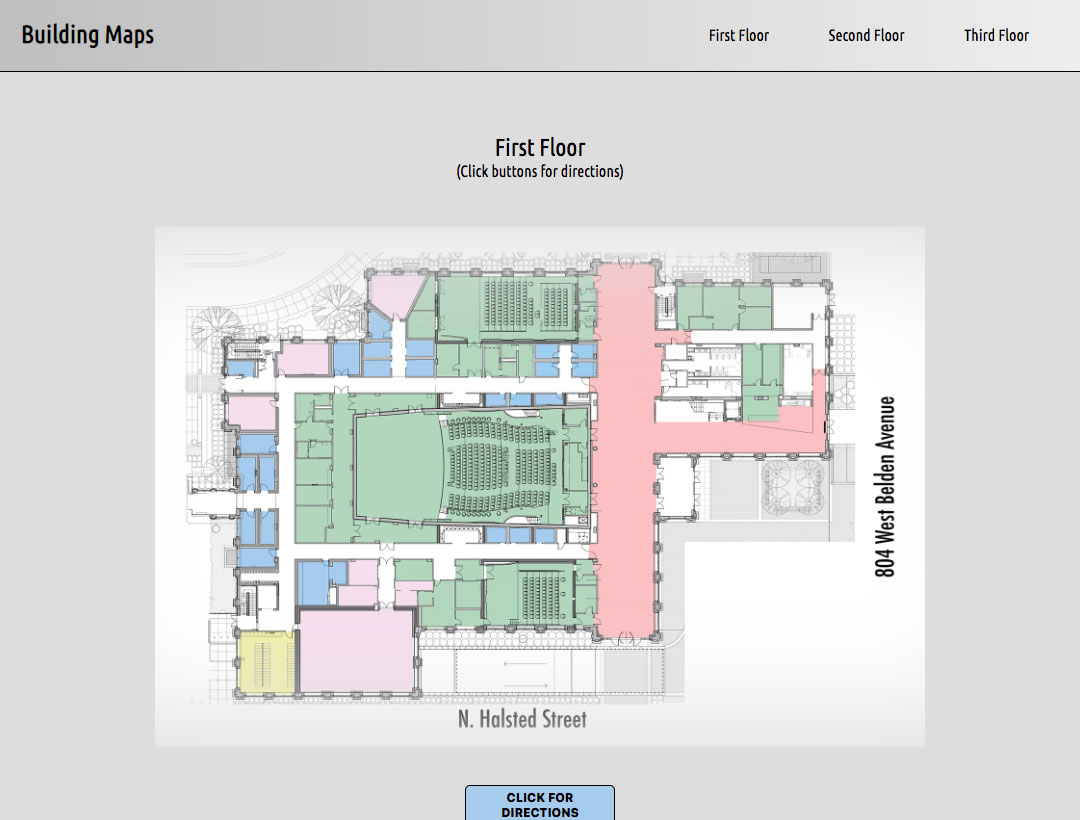 Building Maps
First Floor
Second Floor
Third Floor
First Floor
(Click buttons for directions)
804 West Belden Avenue
N. Halsted Street
CLICK FOR
DIRECTIONS